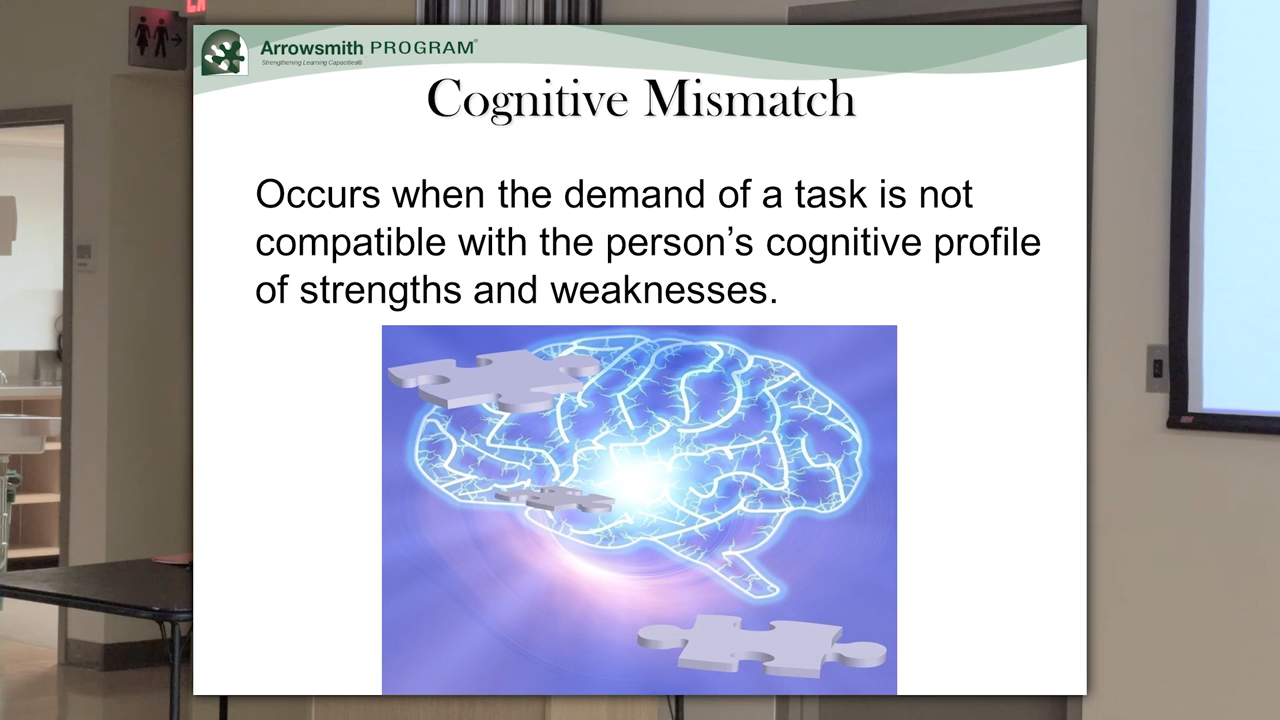 Arrowsmith PROGRAM®
Strengthening Learning Capacities®
Cognitive Mismatch
Occurs when the demand of a task is not
compatible with the person’s cognitive profile
of strengths and weaknesses.